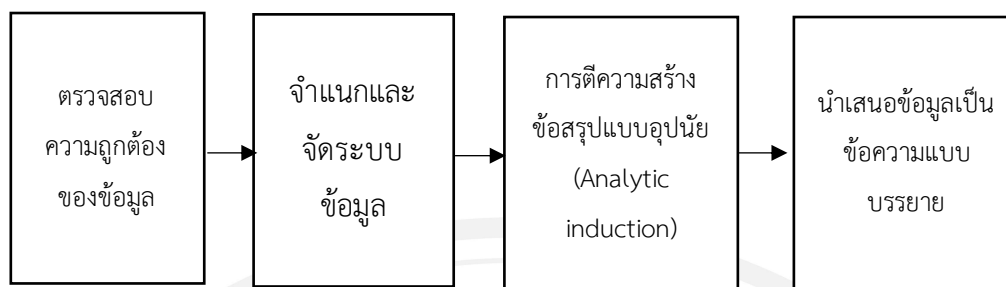 ตรวจสอบ
ความถูกต้อง
ของข้อมูล
จำแนกและ
จัดระบบ
ข้อมูล
การตีความสร้าง
ข้อสรุปแบบอุปนัย
(Analytic
induction)
นำเสนอข้อมูลเป็น
ข้อความแบบ
บรรยาย